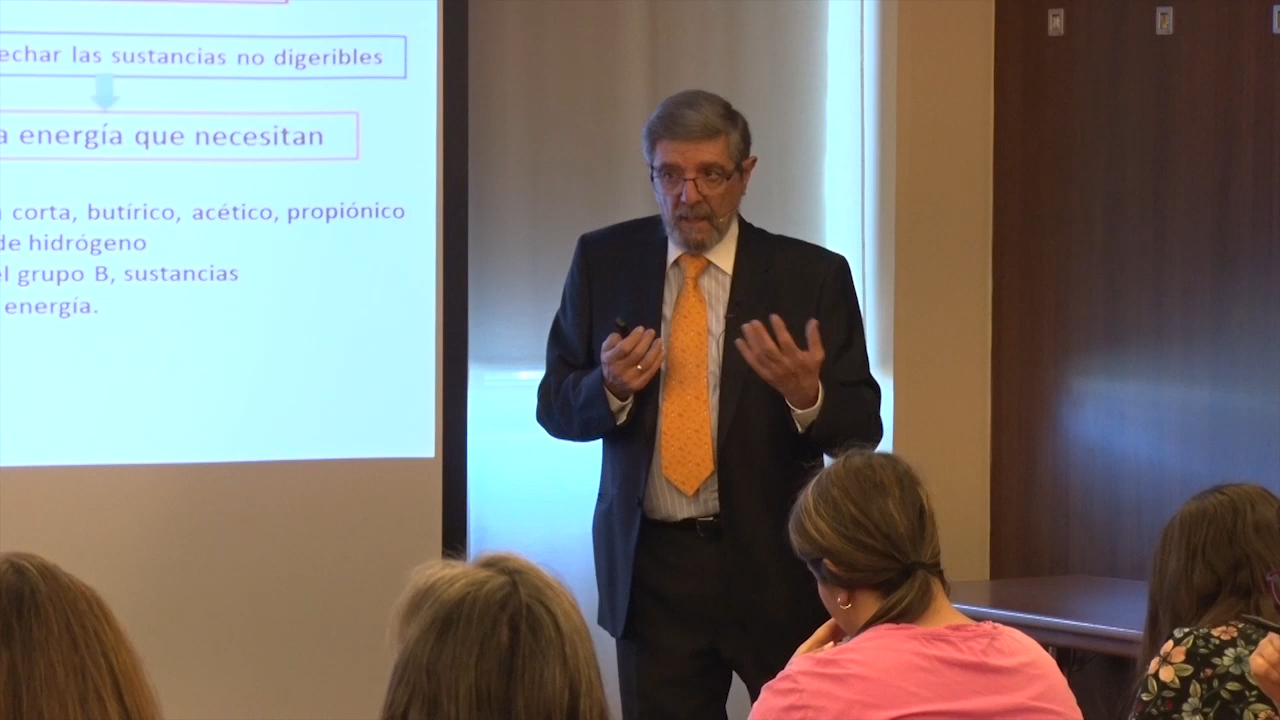 echar las sustancias no digeribles
a energía que necesitan
corta, butírico, acético, propiónico
de hidrógeno
el grupo B, sustancias
energía.